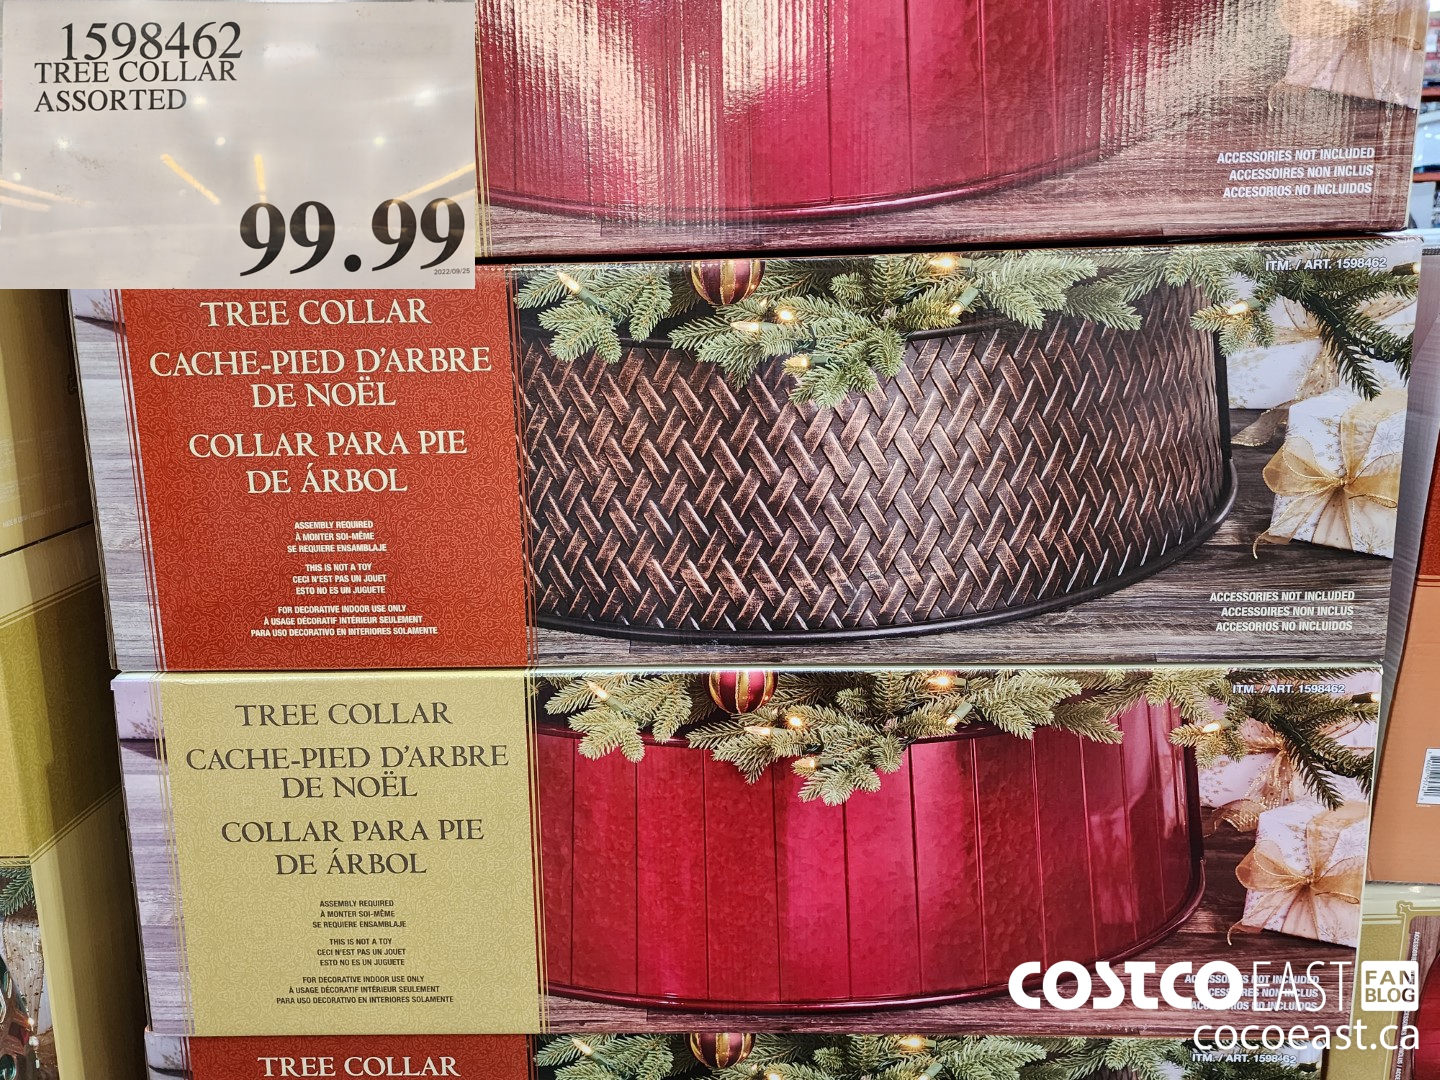 1598462
TREE COLLAR
ASSORTED
99.99
2022/09/25
ACCESSORIES NOT INCLUDED
ACCESSOIRES NON INCLUS
ACCESORIOS NO INCLUIDOS
ITM. / ART. 1598462
TREE COLLAR
CACHE-PIED D'ARBRE
DE NOËL
COLLAR PARA PIE
DE ÁRBOL
ASSEMBLY REQUIRED
À MONTER SOI-MÊME
SE REQUIERE ENSAMBLAJE
THIS IS NOT A TOY
CECI N'EST PAS UN JOUET
ESTO NO ES UN JUGUETE
FOR DECORATIVE INDOOR USE ONLY
À USAGE DÉCORATIF INTÉRIEUR SEULEMENT
PARA USO DECORATIVO EN INTERIORES SOLAMENTE
ACCESSORIES NOT INCLUDED
ACCESSOIRES NON INCLUS
ACCESORIOS NO INCLUIDOS
ITM. / ART. 1598462
TREE COLLAR
CACHE-PIED D'ARBRE
DE NOËL
COLLAR PARA PIE
DE ÁRBOL
ASSEMBLY REQUIRED
À MONTER SOI-MÊME
SE REQUIERE ENSAMBLAJE
THIS IS NOT A TOY
CECI N'EST PAS UN JOUET
ESTO NO ES UN JUGUETE
FOR DECORATIVE INDOOR USE ONLY
À USAGE DÉCORATIF INTÉRIEUR SEULEMENT
PARA USO DECORATIVO EN INTERIORES SOLAMENTE
NOT INCLUDED
NON INCLUS
NO INCLUIDOS
COSTCO EAST FAN BLOG
cocoeast.ca
TREE COLLAR
ITM. / ART. 1598462